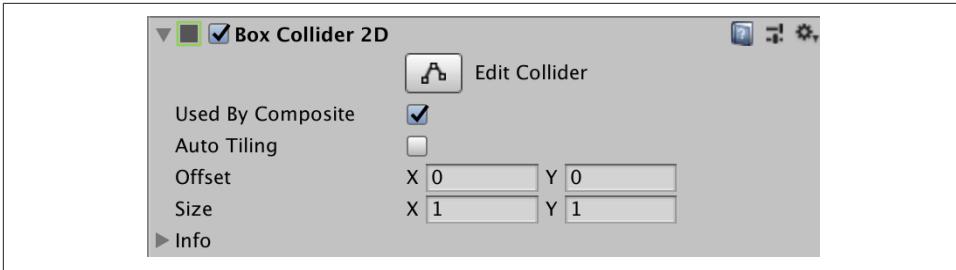 Box Collider 2D
Edit Collider
Used By Composite
Auto Tiling
Offset X 0 Y 0
Size X 1 Y 1
Info